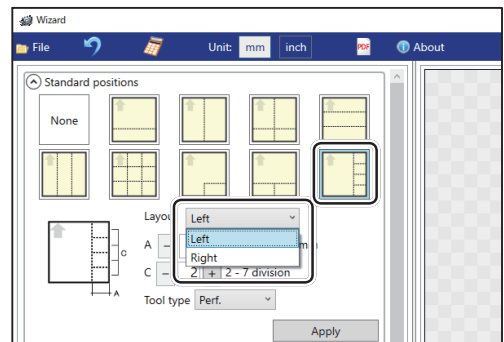 Wizard
File
Unit: mm inch
PDF
About
Standard positions
None
Left
A
Left
Right
C
A
C - 2 + 2 - 7 division
Tool type Perf.
Apply